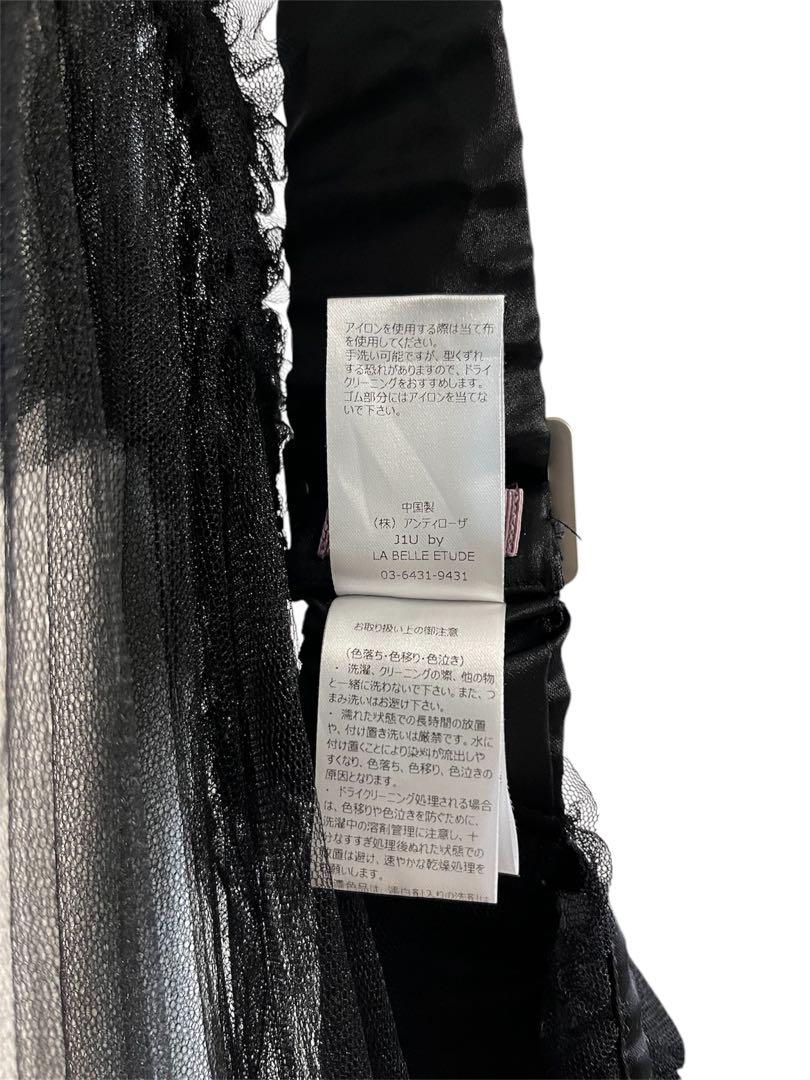 アイロンを使用する際は当て布
を使用してください。
手洗い可能ですが、型くずれ
する恐れがありますので、ドライ
クリーニングをおすすめします。
ゴム部分にはアイロンを当てな
いで下さい。
中国製
（株）アンティローザ
J1U by
LA BELLE ETUDE
03-6431-9431
お取り扱い上の御注意
（色落ち・色移り・色泣き）
・ 洗濯、クリーニングの際、他の物
と一緒に洗わないで下さい。また、つ
まみ洗いはお避け下さい。
・ 濡れた状態での長時間の放置
や、付け置き洗いは厳禁です。水に
付け置くことにより染料が流出しや
すくなり、色落ち、色移り、色泣きの
原因となります。
・ ドライクリーニング処理される場合
は、色移りや色泣きを防ぐために、
洗濯中の溶剤管理に注意し、十
分なすすぎ処理後ぬれた状態での
放置は避け、速やかな乾燥処理を
お願いします。